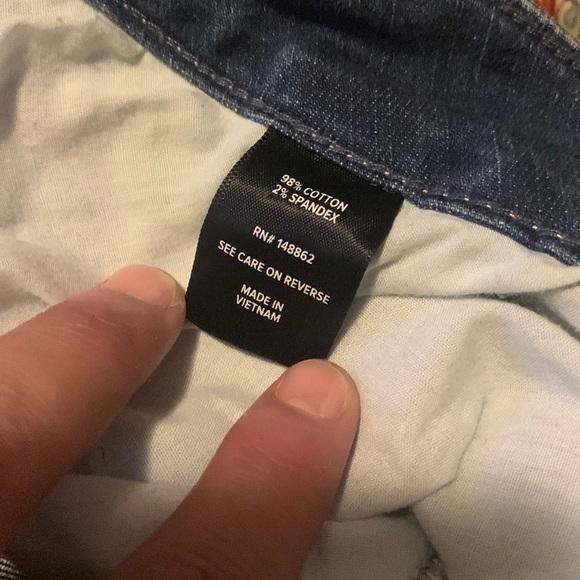 98% COTTON
2% SPANDEX
RN# 148862
SEE CARE ON REVERSE
MADE IN
VIETNAM